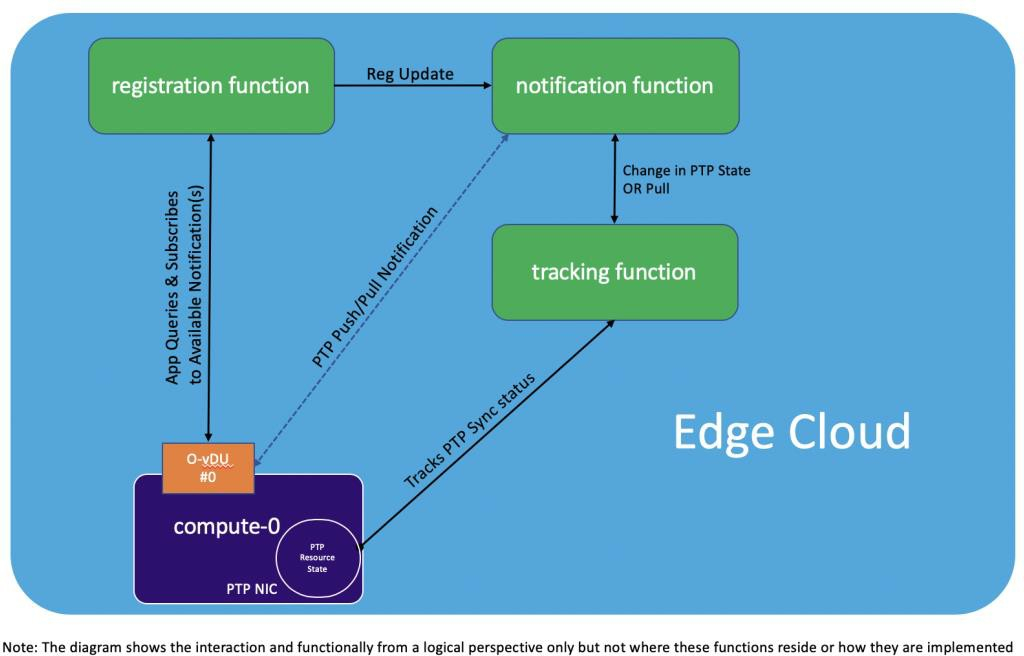 registration function
Reg Update
notification function
Change in PTP State
OR Pull
App Queries & Subscribes
to Available Notification(s)
PTP Push/Pull Notification
tracking function
Tracks PTP Sync status
Edge Cloud
O-vDU
#0
compute-0
PTP
Resource
State
PTP NIC
Note: The diagram shows the interaction and functionally from a logical perspective only but not where these functions reside or how they are implemented